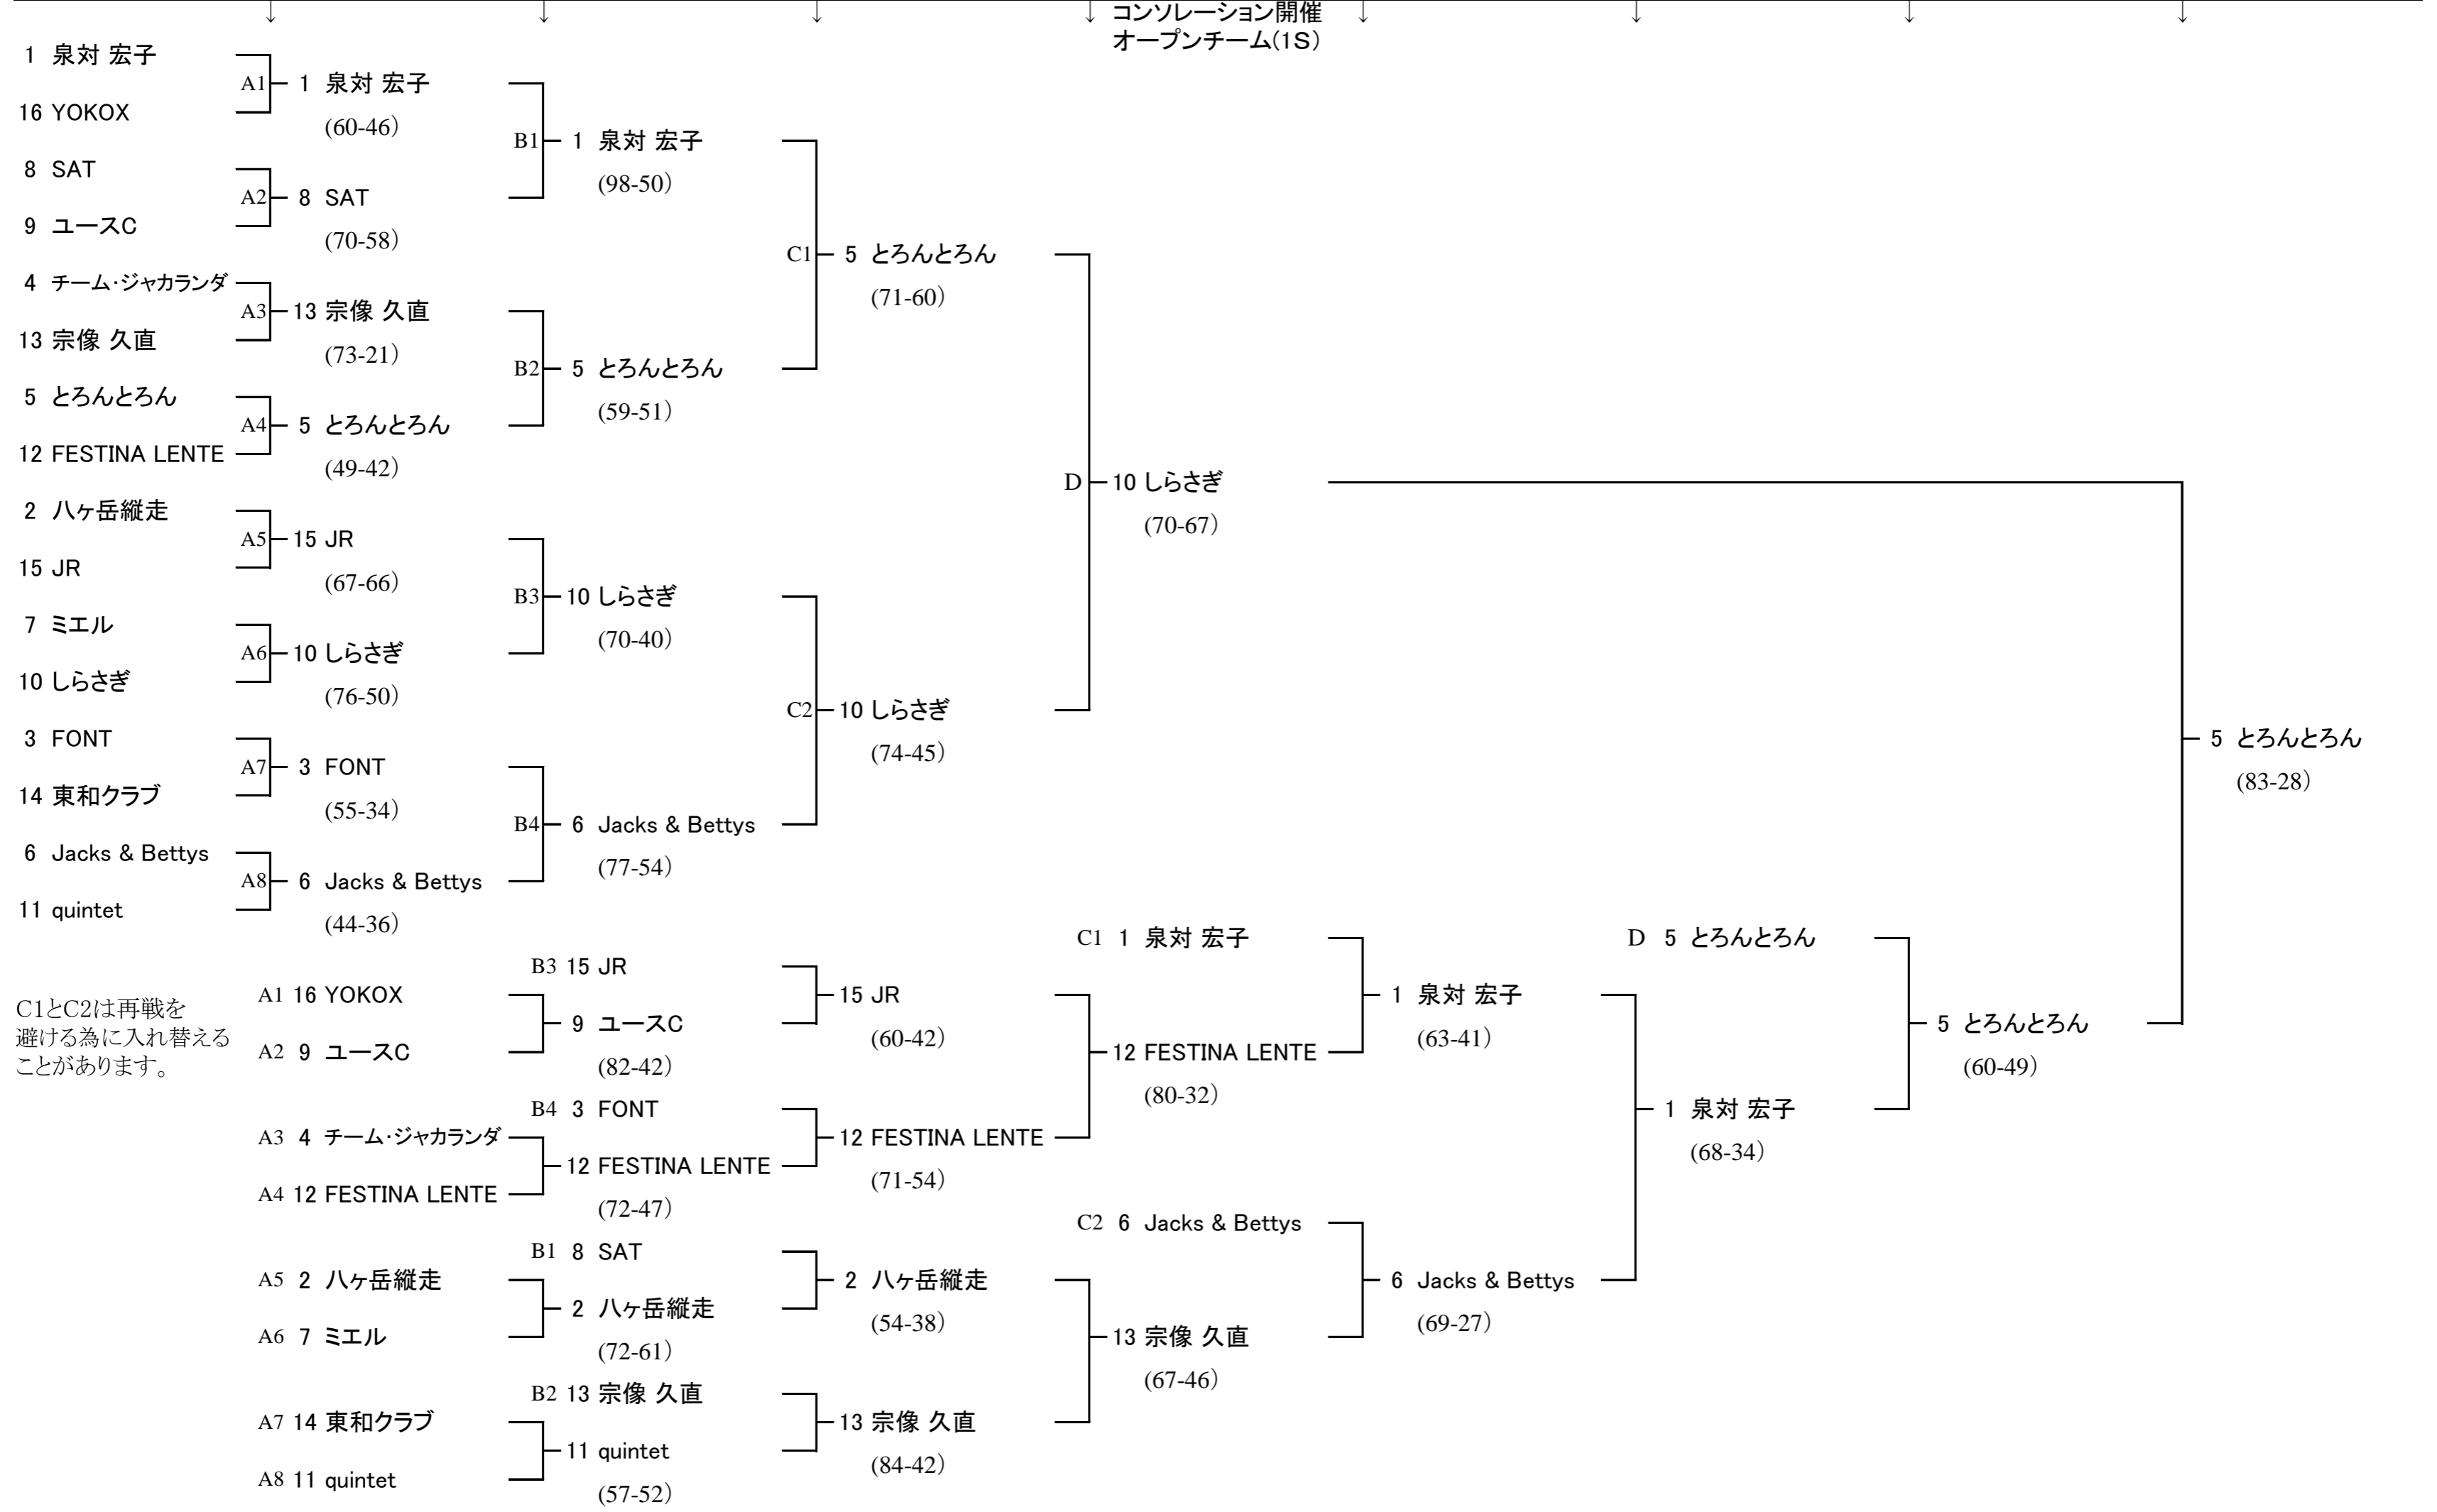 コンソレーション開催
オープンチーム(1S)
1 泉対 宏子
16 YOKOX
A1
1 泉対 宏子
(60-46)
8 SAT
9 ユースC
A2
8 SAT
(70-58)
B1
1 泉対 宏子
(98-50)
4 チーム・ジャカランダ
13 宗像 久直
A3
13 宗像 久直
(73-21)
5 とろんとろん
12 FESTINA LENTE
A4
5 とろんとろん
(49-42)
B2
5 とろんとろん
(59-51)
C1
5 とろんとろん
(71-60)
2 八ヶ岳縦走
15 JR
A5
15 JR
(67-66)
7 ミエル
10 しらさぎ
A6
10 しらさぎ
(76-50)
B3
10 しらさぎ
(70-40)
3 FONT
14 東和クラブ
A7
3 FONT
(55-34)
6 Jacks & Bettys
11 quintet
A8
6 Jacks & Bettys
(44-36)
B4
6 Jacks & Bettys
(77-54)
C2
10 しらさぎ
(74-45)
D
10 しらさぎ
(70-67)
5 とろんとろん
(83-28)
C1とC2は再戦を
避ける為に入れ替える
ことがあります。
A1 16 YOKOX
A2 9 ユースC
B3 15 JR
9 ユースC
(82-42)
15 JR
(60-42)
A3 4 チーム・ジャカランダ
A4 12 FESTINA LENTE
B4 3 FONT
12 FESTINA LENTE
(72-47)
12 FESTINA LENTE
(71-54)
C1 1 泉対 宏子
12 FESTINA LENTE
(80-32)
1 泉対 宏子
(63-41)
A5 2 八ヶ岳縦走
A6 7 ミエル
B1 8 SAT
2 八ヶ岳縦走
(72-61)
2 八ヶ岳縦走
(54-38)
A7 14 東和クラブ
A8 11 quintet
B2 13 宗像 久直
11 quintet
(57-52)
13 宗像 久直
(84-42)
C2 6 Jacks & Bettys
13 宗像 久直
(67-46)
6 Jacks & Bettys
(69-27)
D 5 とろんとろん
1 泉対 宏子
(68-34)
5 とろんとろん
(60-49)